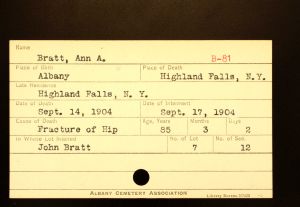 Name
Bratt, Ann A.
B-81
Place of Birth
Place of Death
Albany
Highland Falls, N.Y.
Late Residence
Highland Falls, N. Y.
Date of Death
Date of Interment
Sept. 14, 1904
Sept. 17, 1904
Cause of Death
Age, Years
Months
Days
Fracture of Hip
85
3
2
In Whose Lot Interred
No. of Lot
No. of Sec.
John Bratt
7
12
Albany Cemetery Association
Library Bureau